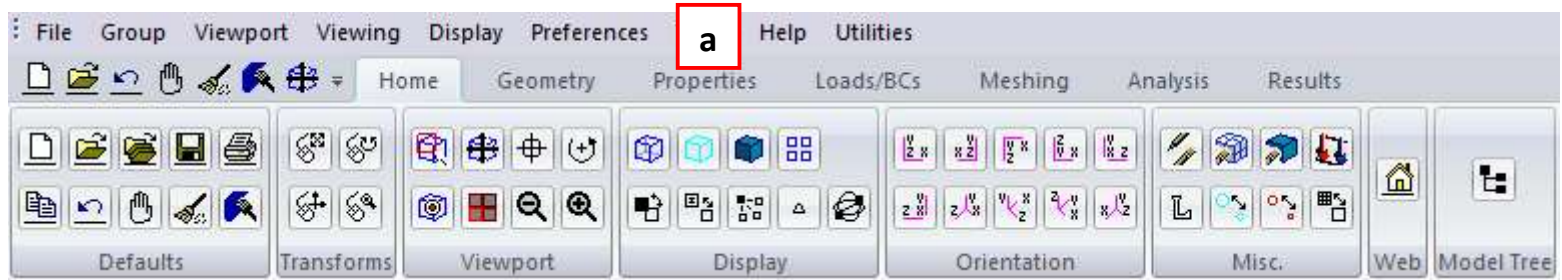 File Group Viewport Viewing Display Preferences a Help Utilities
Home Geometry Properties Loads/BCs Meshing Analysis Results
Defaults Transforms Viewport Display Orientation Misc. Web Model Tree